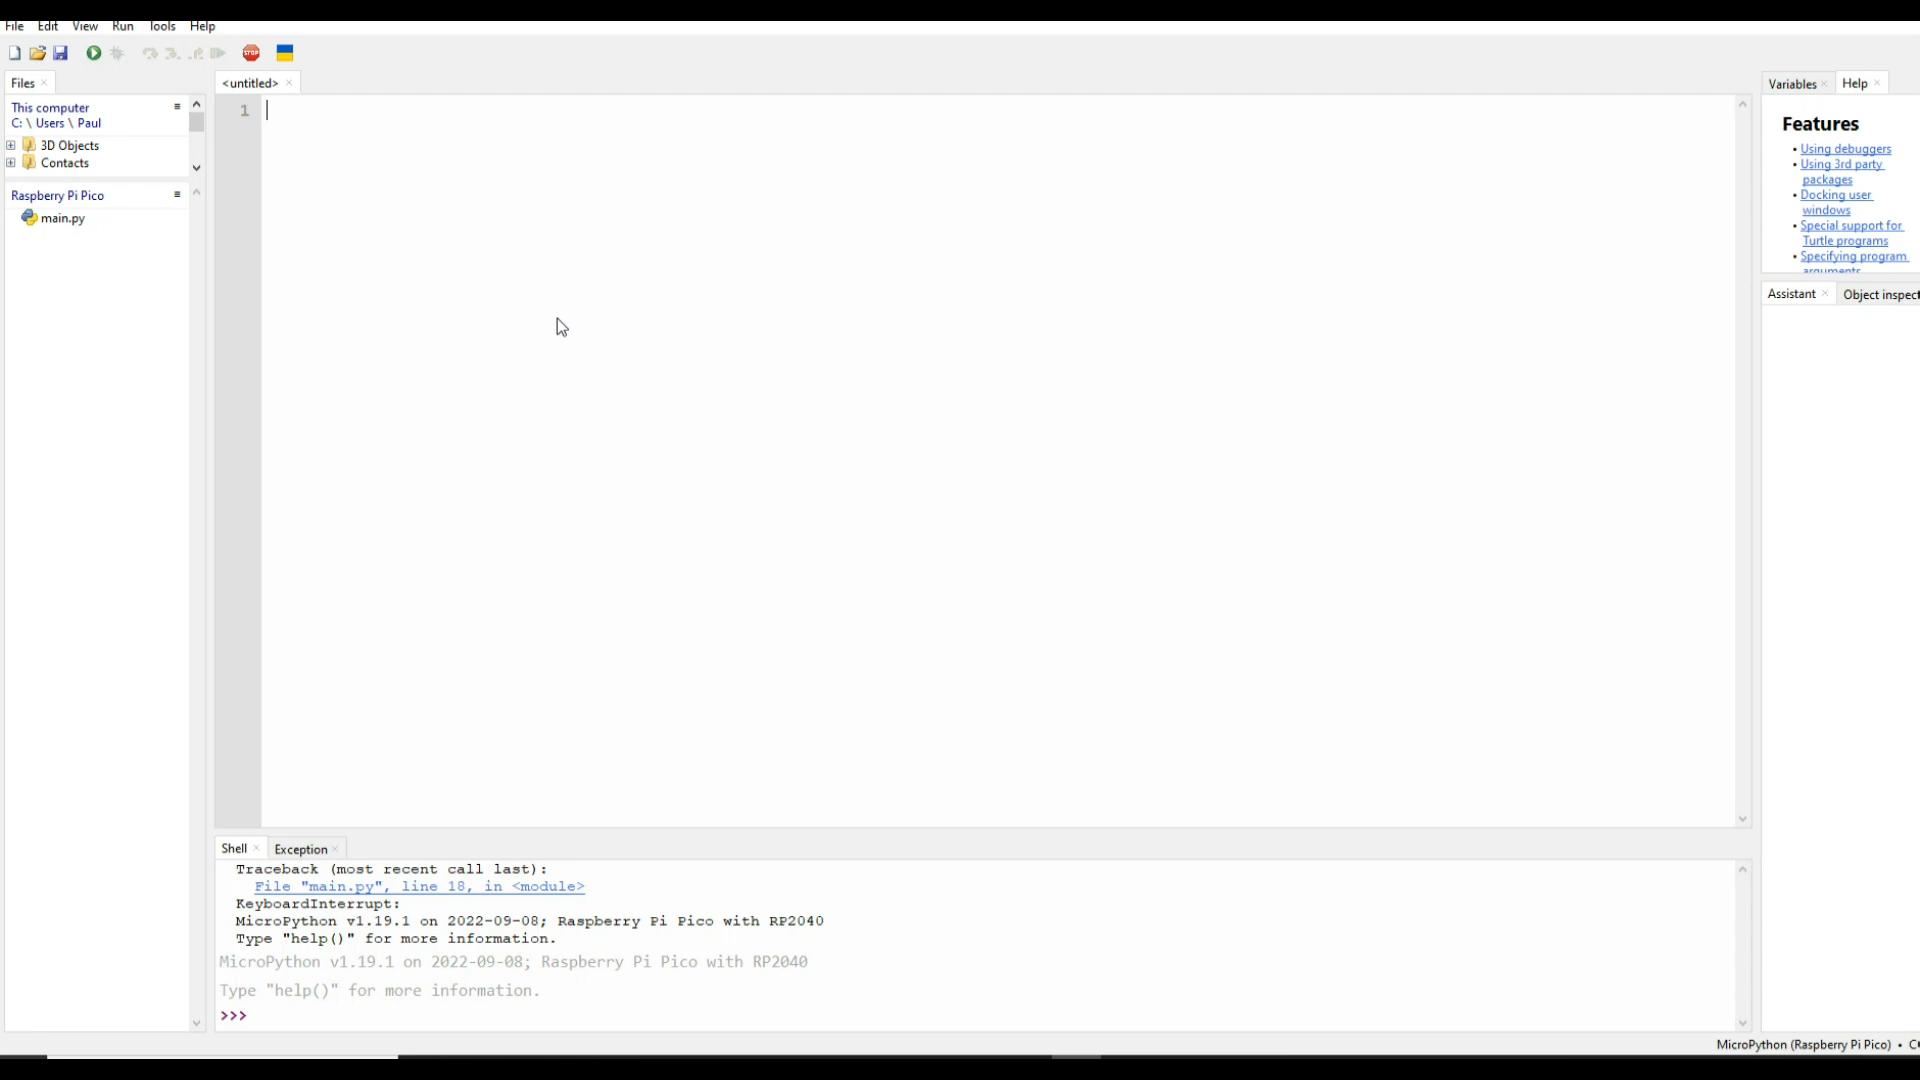 File Edit View Run Tools Help
STOP
Files
This computer
C: \ Users \ Paul
3D Objects
Contacts
Raspberry Pi Pico
main.py
<untitled>
1
Variables Help
Features
• Using debuggers
• Using 3rd party
packages
• Docking user
windows
• Special support for
Turtle programs
• Specifying program
arguments
Assistant Object inspect
Shell Exception
Traceback (most recent call last):
File "main.py", line 18, in <module>
KeyboardInterrupt:
MicroPython v1.19.1 on 2022-09-08; Raspberry Pi Pico with RP2040
Type "help()" for more information.
MicroPython v1.19.1 on 2022-09-08; Raspberry Pi Pico with RP2040
Type "help()" for more information.
>>>
MicroPython (Raspberry Pi Pico) •